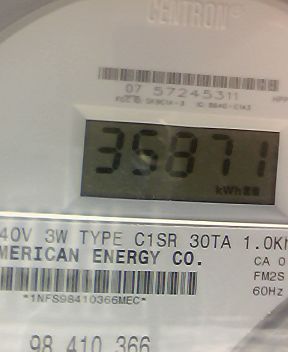 CENTRON®
07 57245311
35871
kWh
40V 3W TYPE C1SR 30TA 1.0K
MERICAN ENERGY CO.
CA 0
FM2S
60Hz
*1NFS98410366MEC*
98 410 366